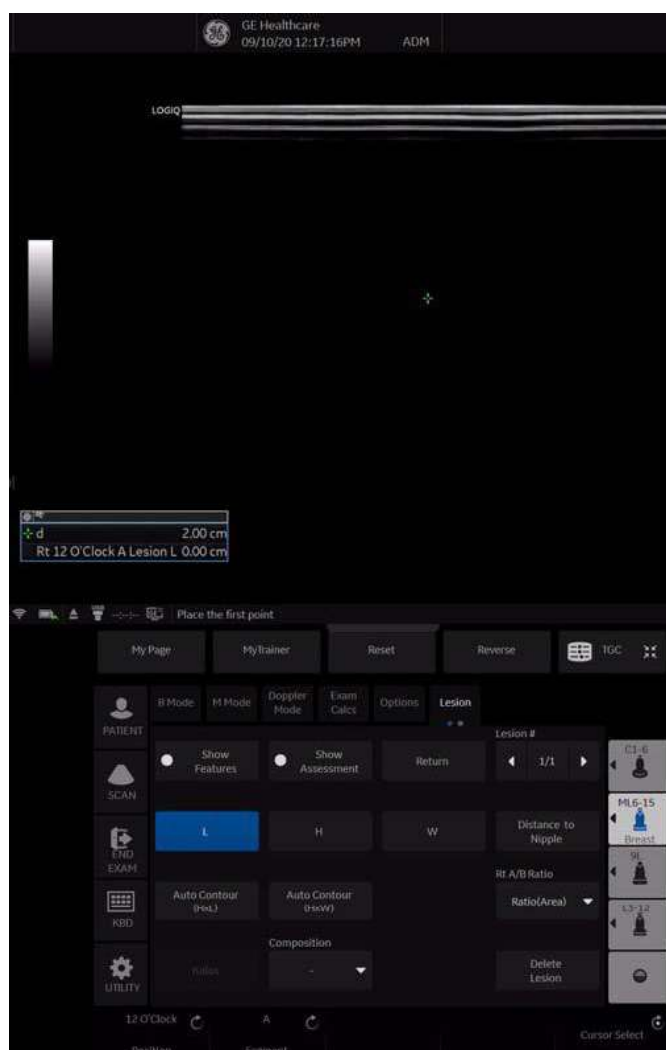 GE Healthcare
09/10/20 12:17:16PM ADM
LOGIQ
d 2.00 cm
Rt 12 O'Clock A Lesion L 0.00 cm
Place the first point
My Page MyTrainer Reset Reverse TGC
PATIENT
B Mode M Mode Doppler Mode Exam Calcs Options Lesion
Lesion #
Show Features Show Assessment Return 1/1
C1-6
SCAN
L H W Distance to Nipple
ML6-15
Breast
END EXAM
9L
Rt A/B Ratio
Auto Contour (HxL) Auto Contour (HxW) Ratio(Area)
KBD
L3-12
Composition
- Delete Lesion
UTILITY
12 O'Clock A
Cursor Select
Position Segment